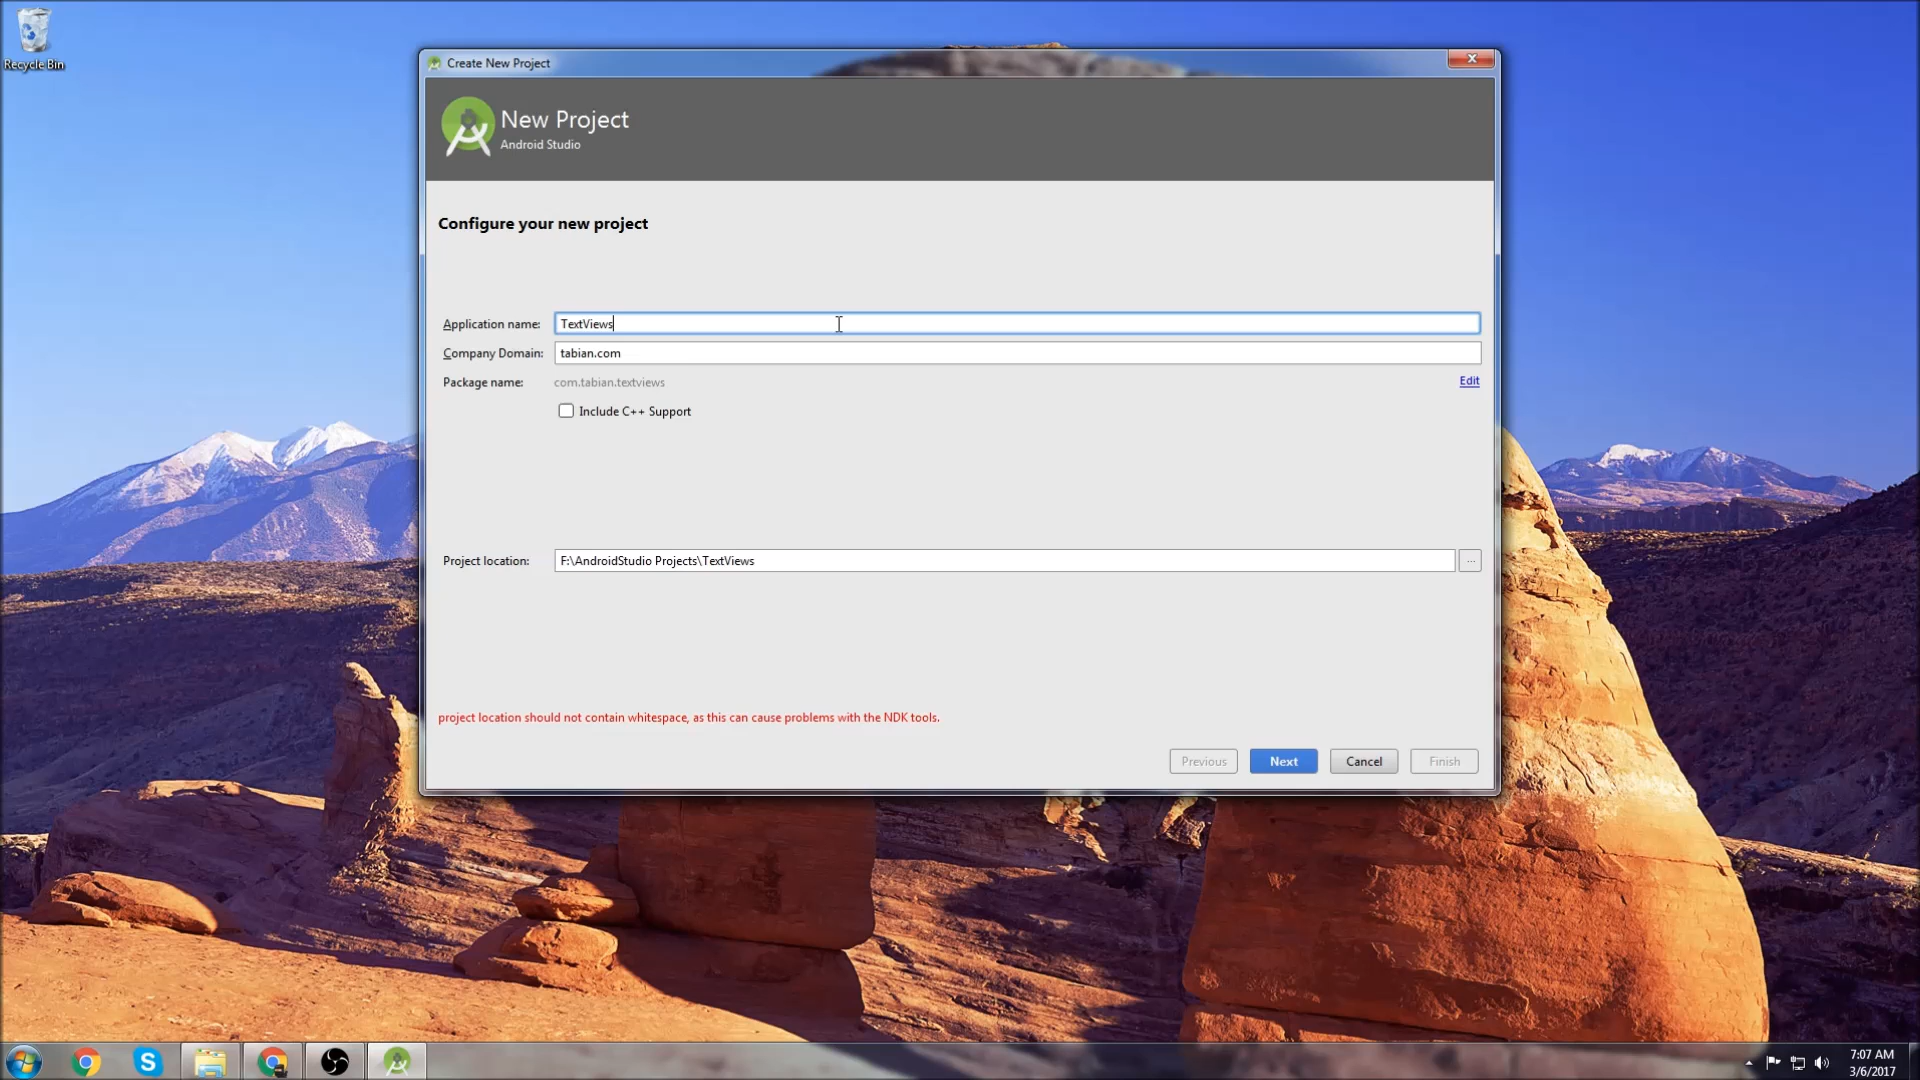 Recycle Bin
Create New Project
New Project
Android Studio
Configure your new project
Application name: TextViews
Company Domain: tabian.com
Package name: com.tabian.textviews Edit
Include C++ Support
Project location: F:\AndroidStudio Projects\TextViews ...
project location should not contain whitespace, as this can cause problems with the NDK tools.
Previous Next Cancel Finish
7:07 AM
3/6/2017